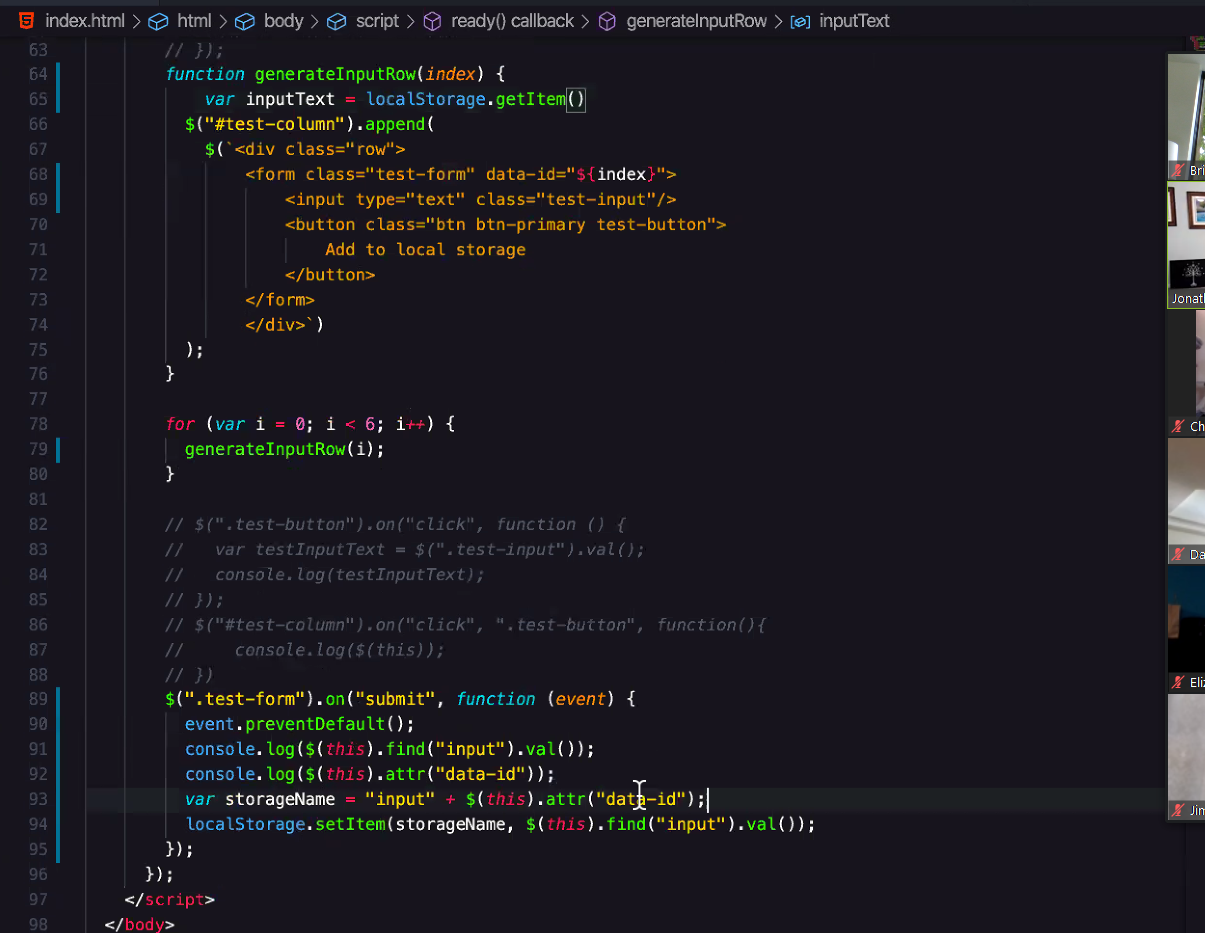 index.html > html > body > script > ready() callback > generateInputRow > inputText
63 // });
64 function generateInputRow(index) {
65 var inputText = localStorage.getItem()
66 $("#test-column").append(
67 $(`<div class="row">
68 <form class="test-form" data-id="${index}">
69 <input type="text" class="test-input"/>
70 <button class="btn btn-primary test-button">
71 Add to local storage
72 </button>
73 </form>
74 </div>`)
75 );
76 }
77
78 for (var i = 0; i < 6; i++) {
79 generateInputRow(i);
80 }
81
82 // $(".test-button").on("click", function () {
83 //   var testInputText = $(".test-input").val();
84 //   console.log(testInputText);
85 // });
86 // $("#test-column").on("click", ".test-button", function(){
87 //     console.log($(this));
88 // })
89 $(".test-form").on("submit", function (event) {
90 event.preventDefault();
91 console.log($(this).find("input").val());
92 console.log($(this).attr("data-id"));
93 var storageName = "input" + $(this).attr("data-id");
94 localStorage.setItem(storageName, $(this).find("input").val());
95 });
96 });
97 </script>
98 </body>
Bri
Jonat
Ch
Da
Eli
Jim